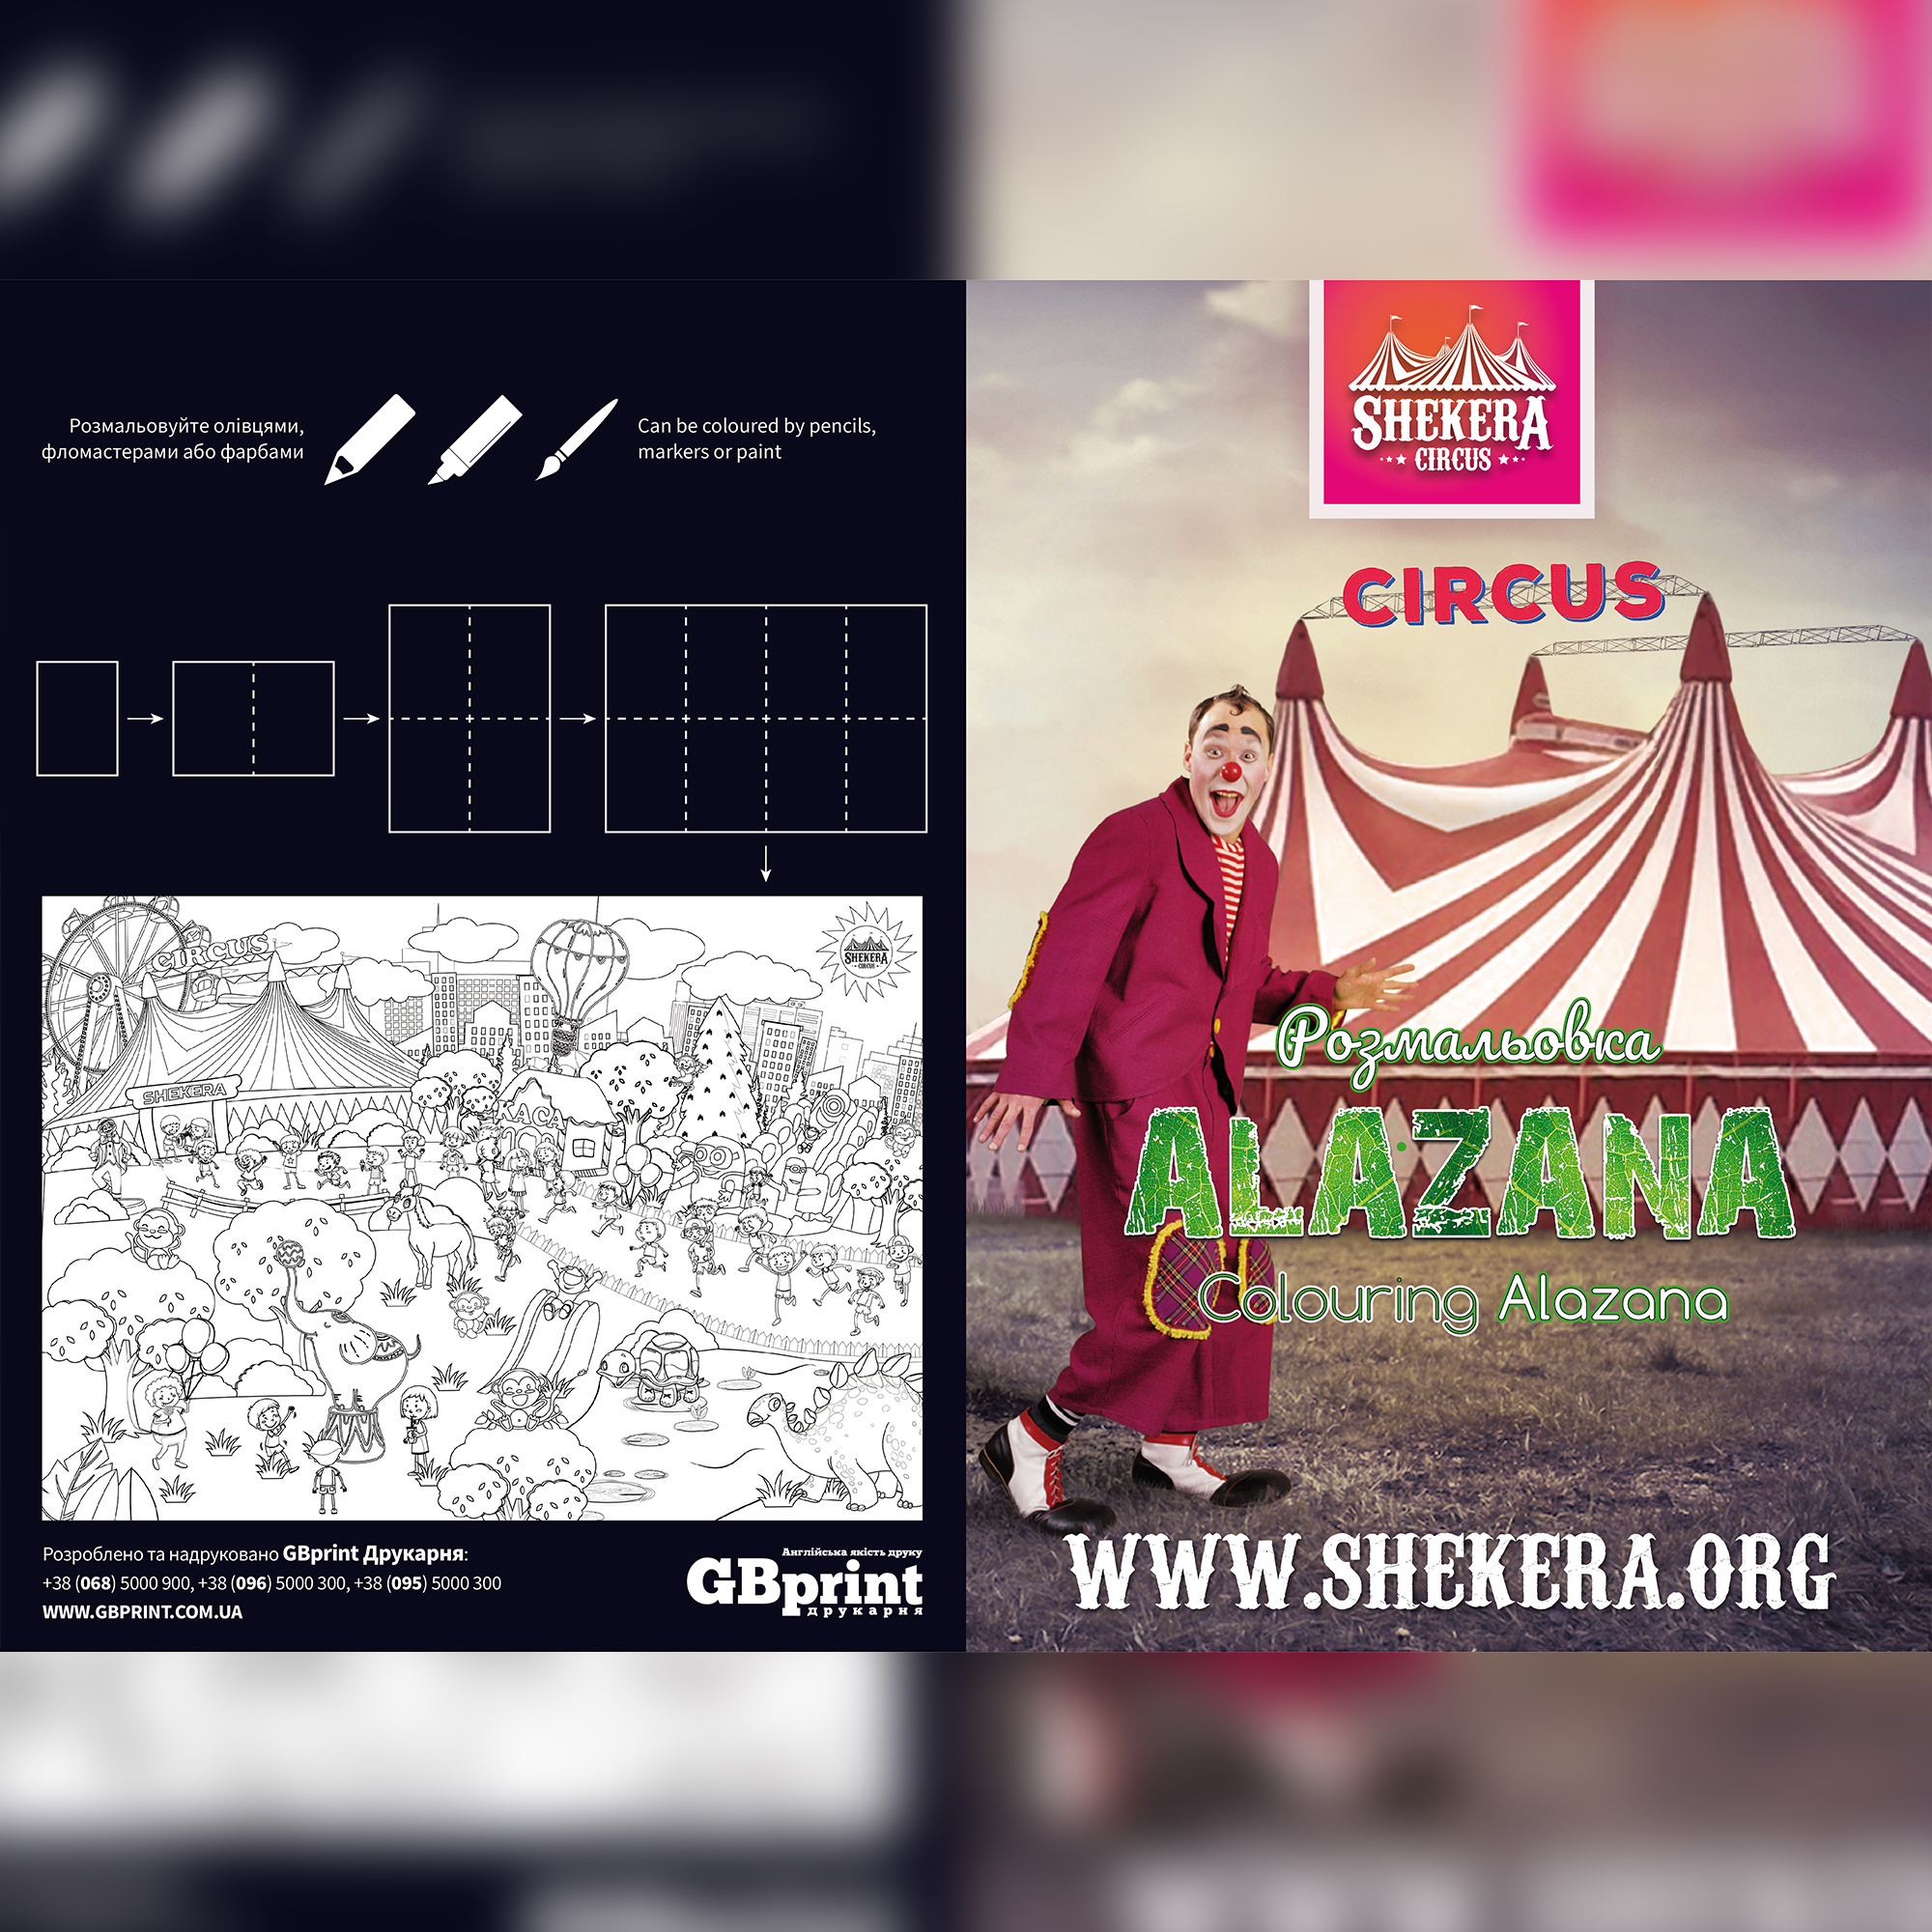 Розмальовуйте олівцями,
фломастерами або фарбами
Can be coloured by pencils,
markers or paint
CIRCUS
SHEKERA
CIRCUS
SHEKERA
КАСА
Розроблено та надруковано GBprint Друкарня:
+38 (068) 5000 900, +38 (096) 5000 300, +38 (095) 5000 300
WWW.GBPRINT.COM.UA
Англійська якість друку
GBprint
друкарня
SHEKERA
CIRCUS
CIRCUS
Розмальовка
ALAZANA
Colouring Alazana
WWW.SHEKERA.ORG